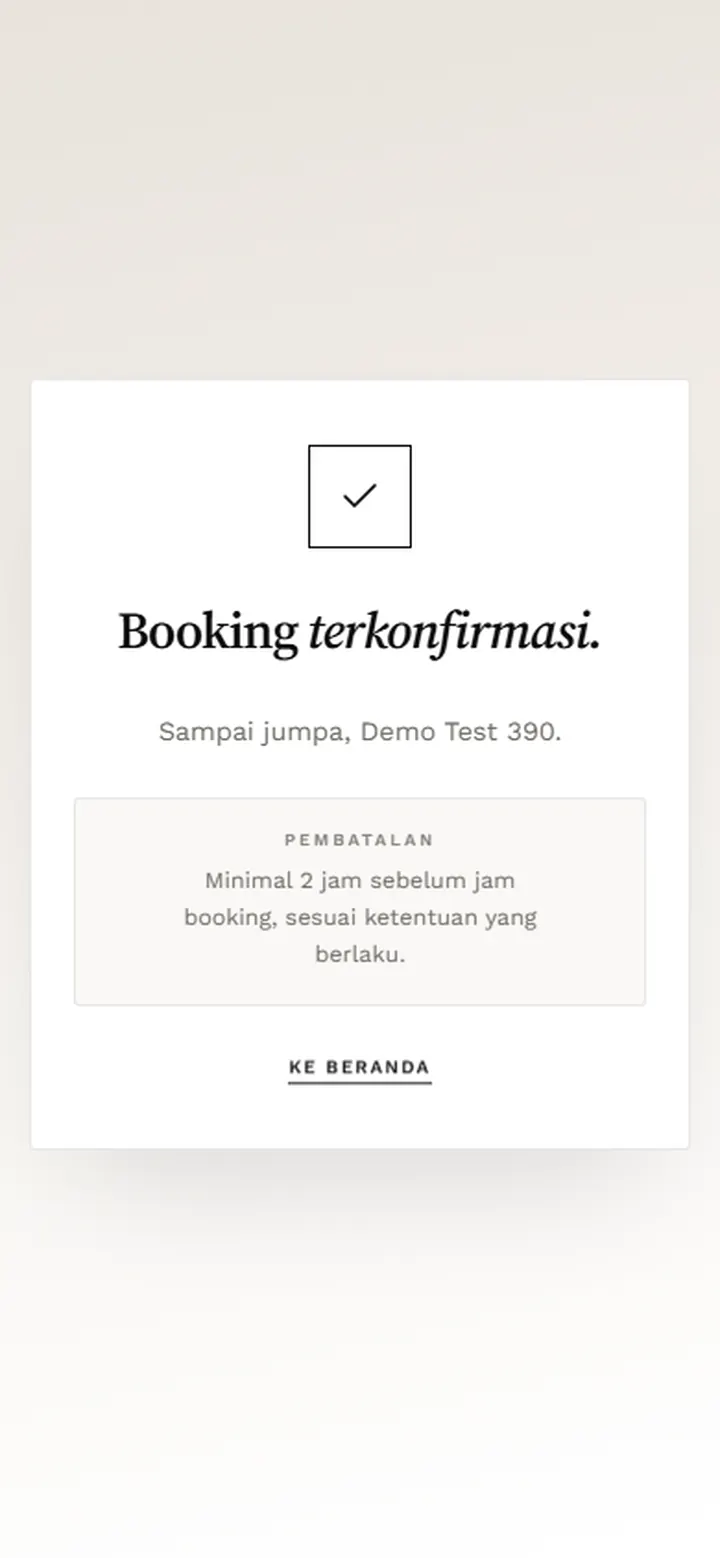 Booking terkonfirmasi.
Sampai jumpa, Demo Test 390.
PEMBATALAN
Minimal 2 jam sebelum jam
booking, sesuai ketentuan yang
berlaku.
KE BERANDA